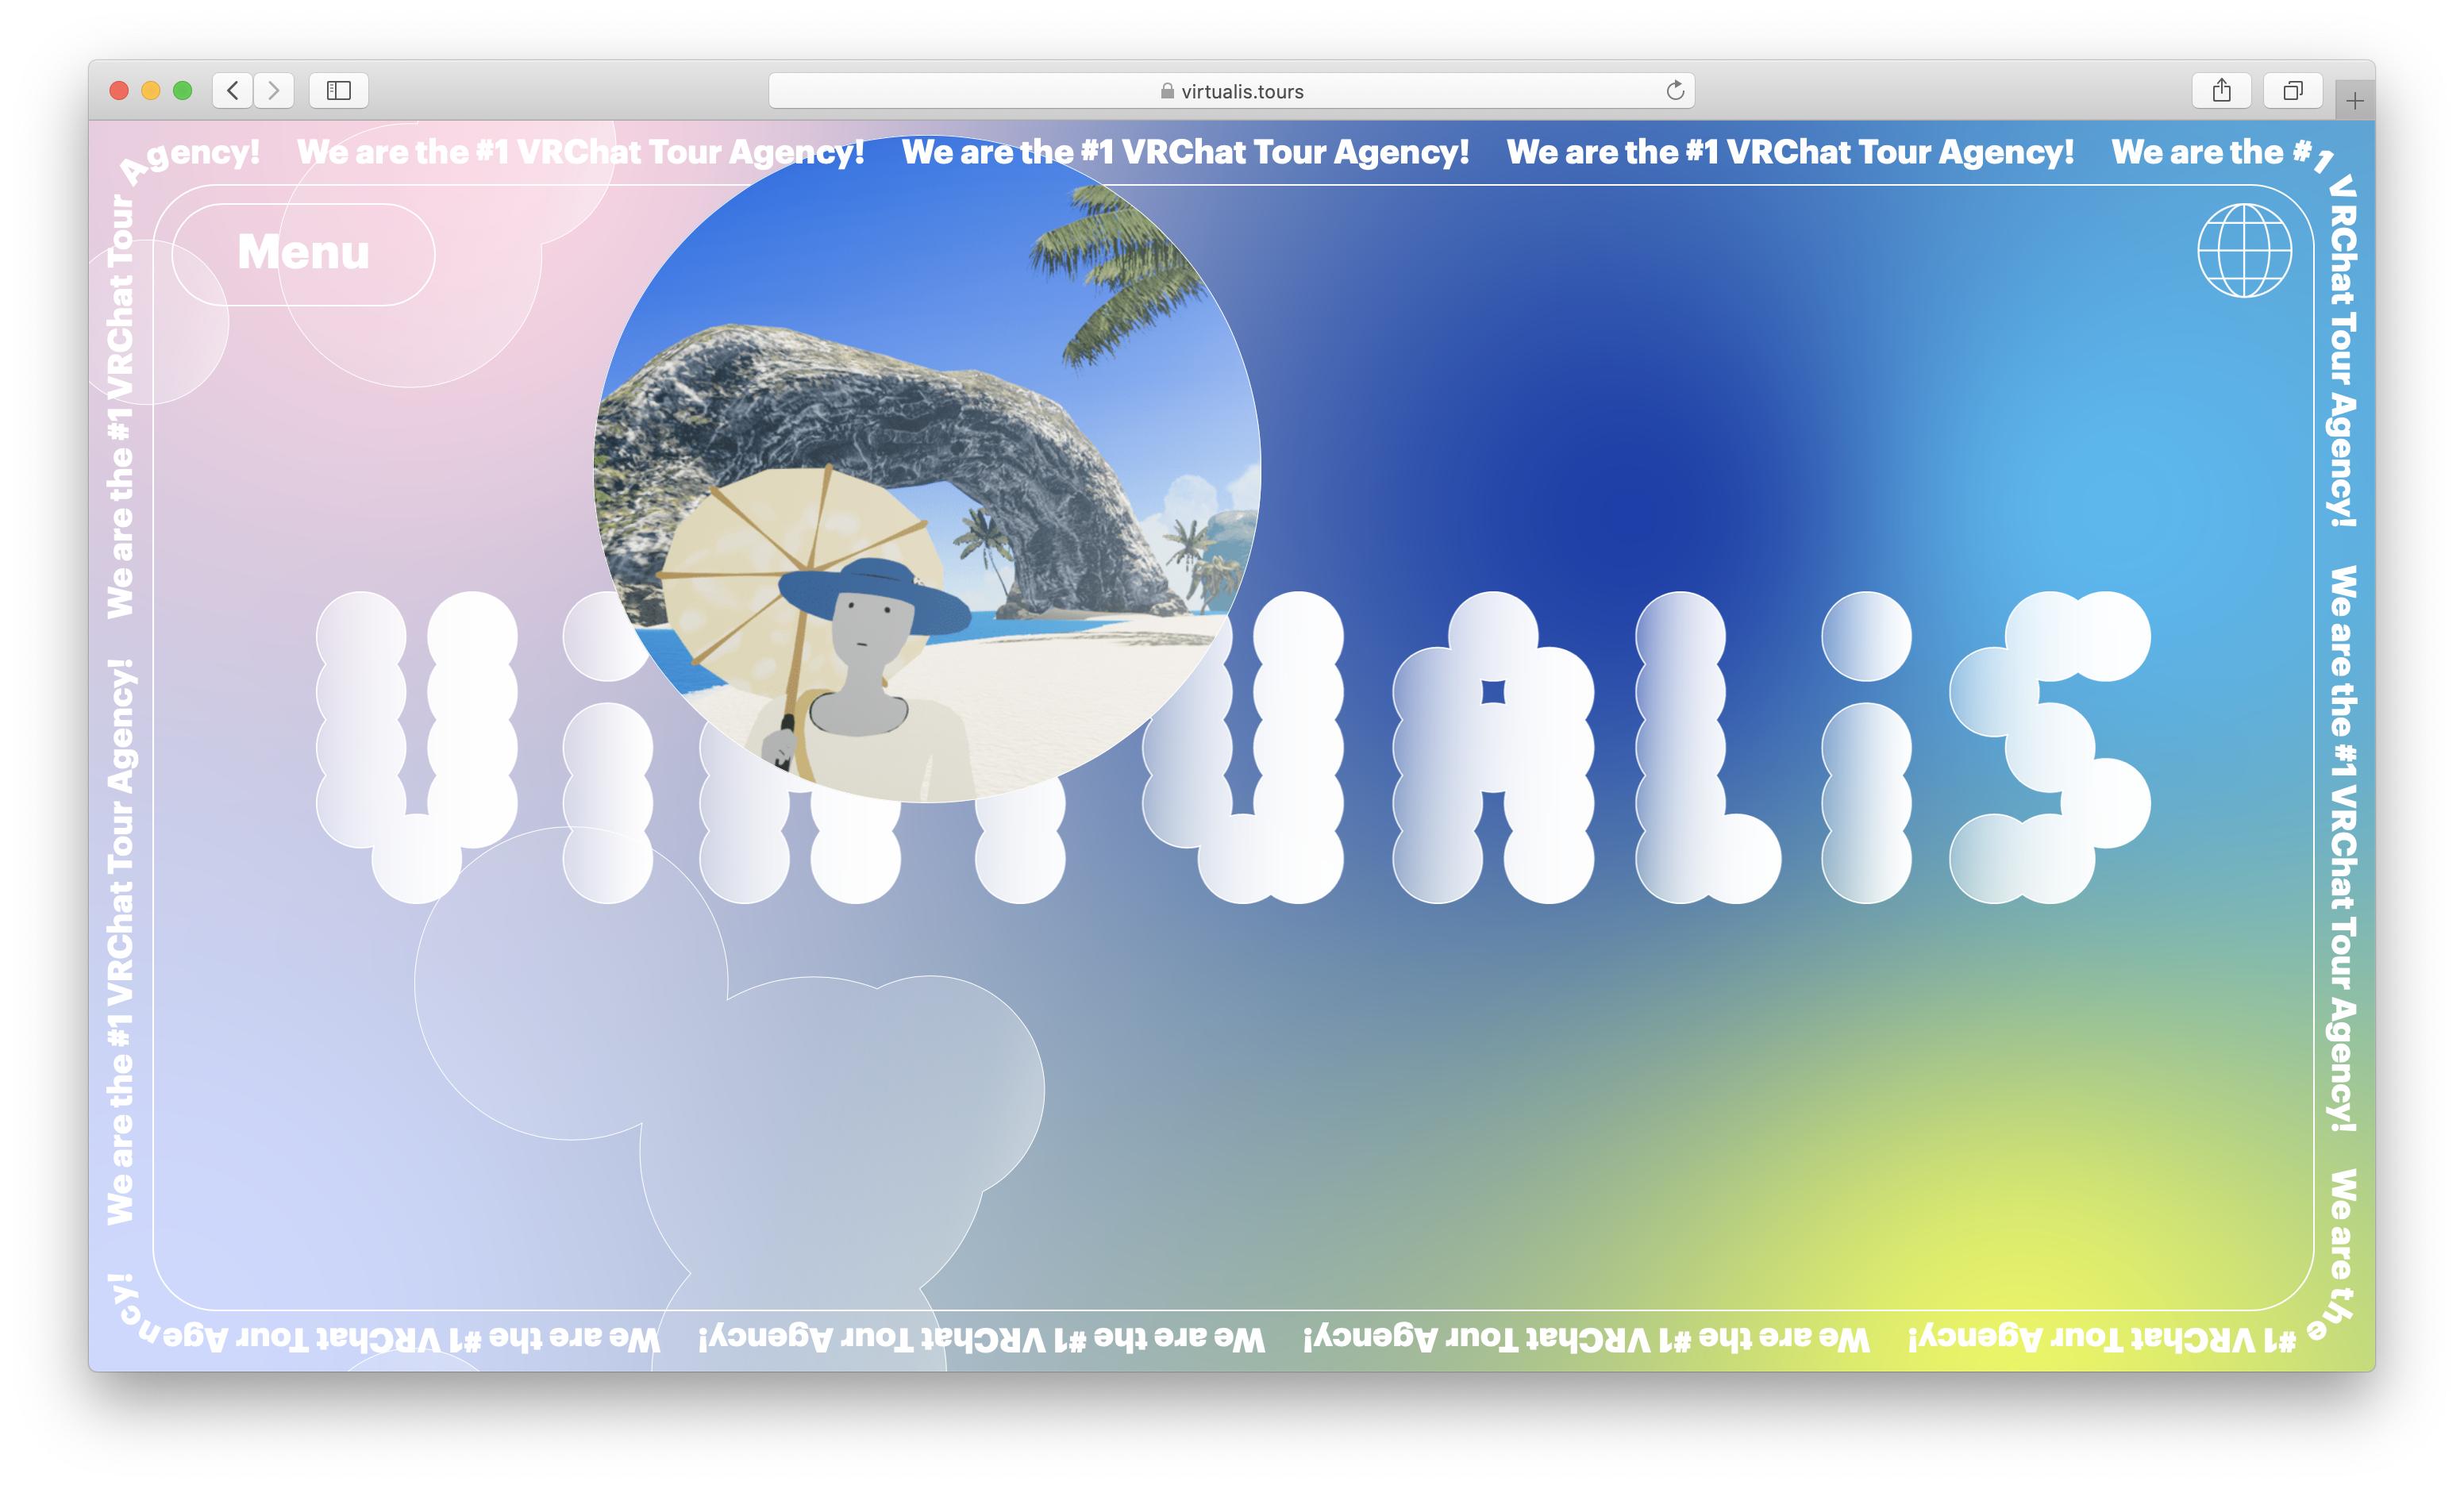 virtualis.tours
Agency! We are the #1 VRChat Tour Agency! We are the #1 VRChat Tour Agency! We are the #1 VRChat Tour Agency! We are the #1
VRChat Tour Agency! We are the #1 VRChat Tour Agency! We are the
#1 VRChat Tour Agency! We are the #1 VRChat Tour Agency! We are the #1 VRChat Tour Agency! We are the #1 VRChat Tour Agency!
We are the #1 VRChat Tour Agency! We are the #1 VRChat Tour
Menu
ViRTUALiS